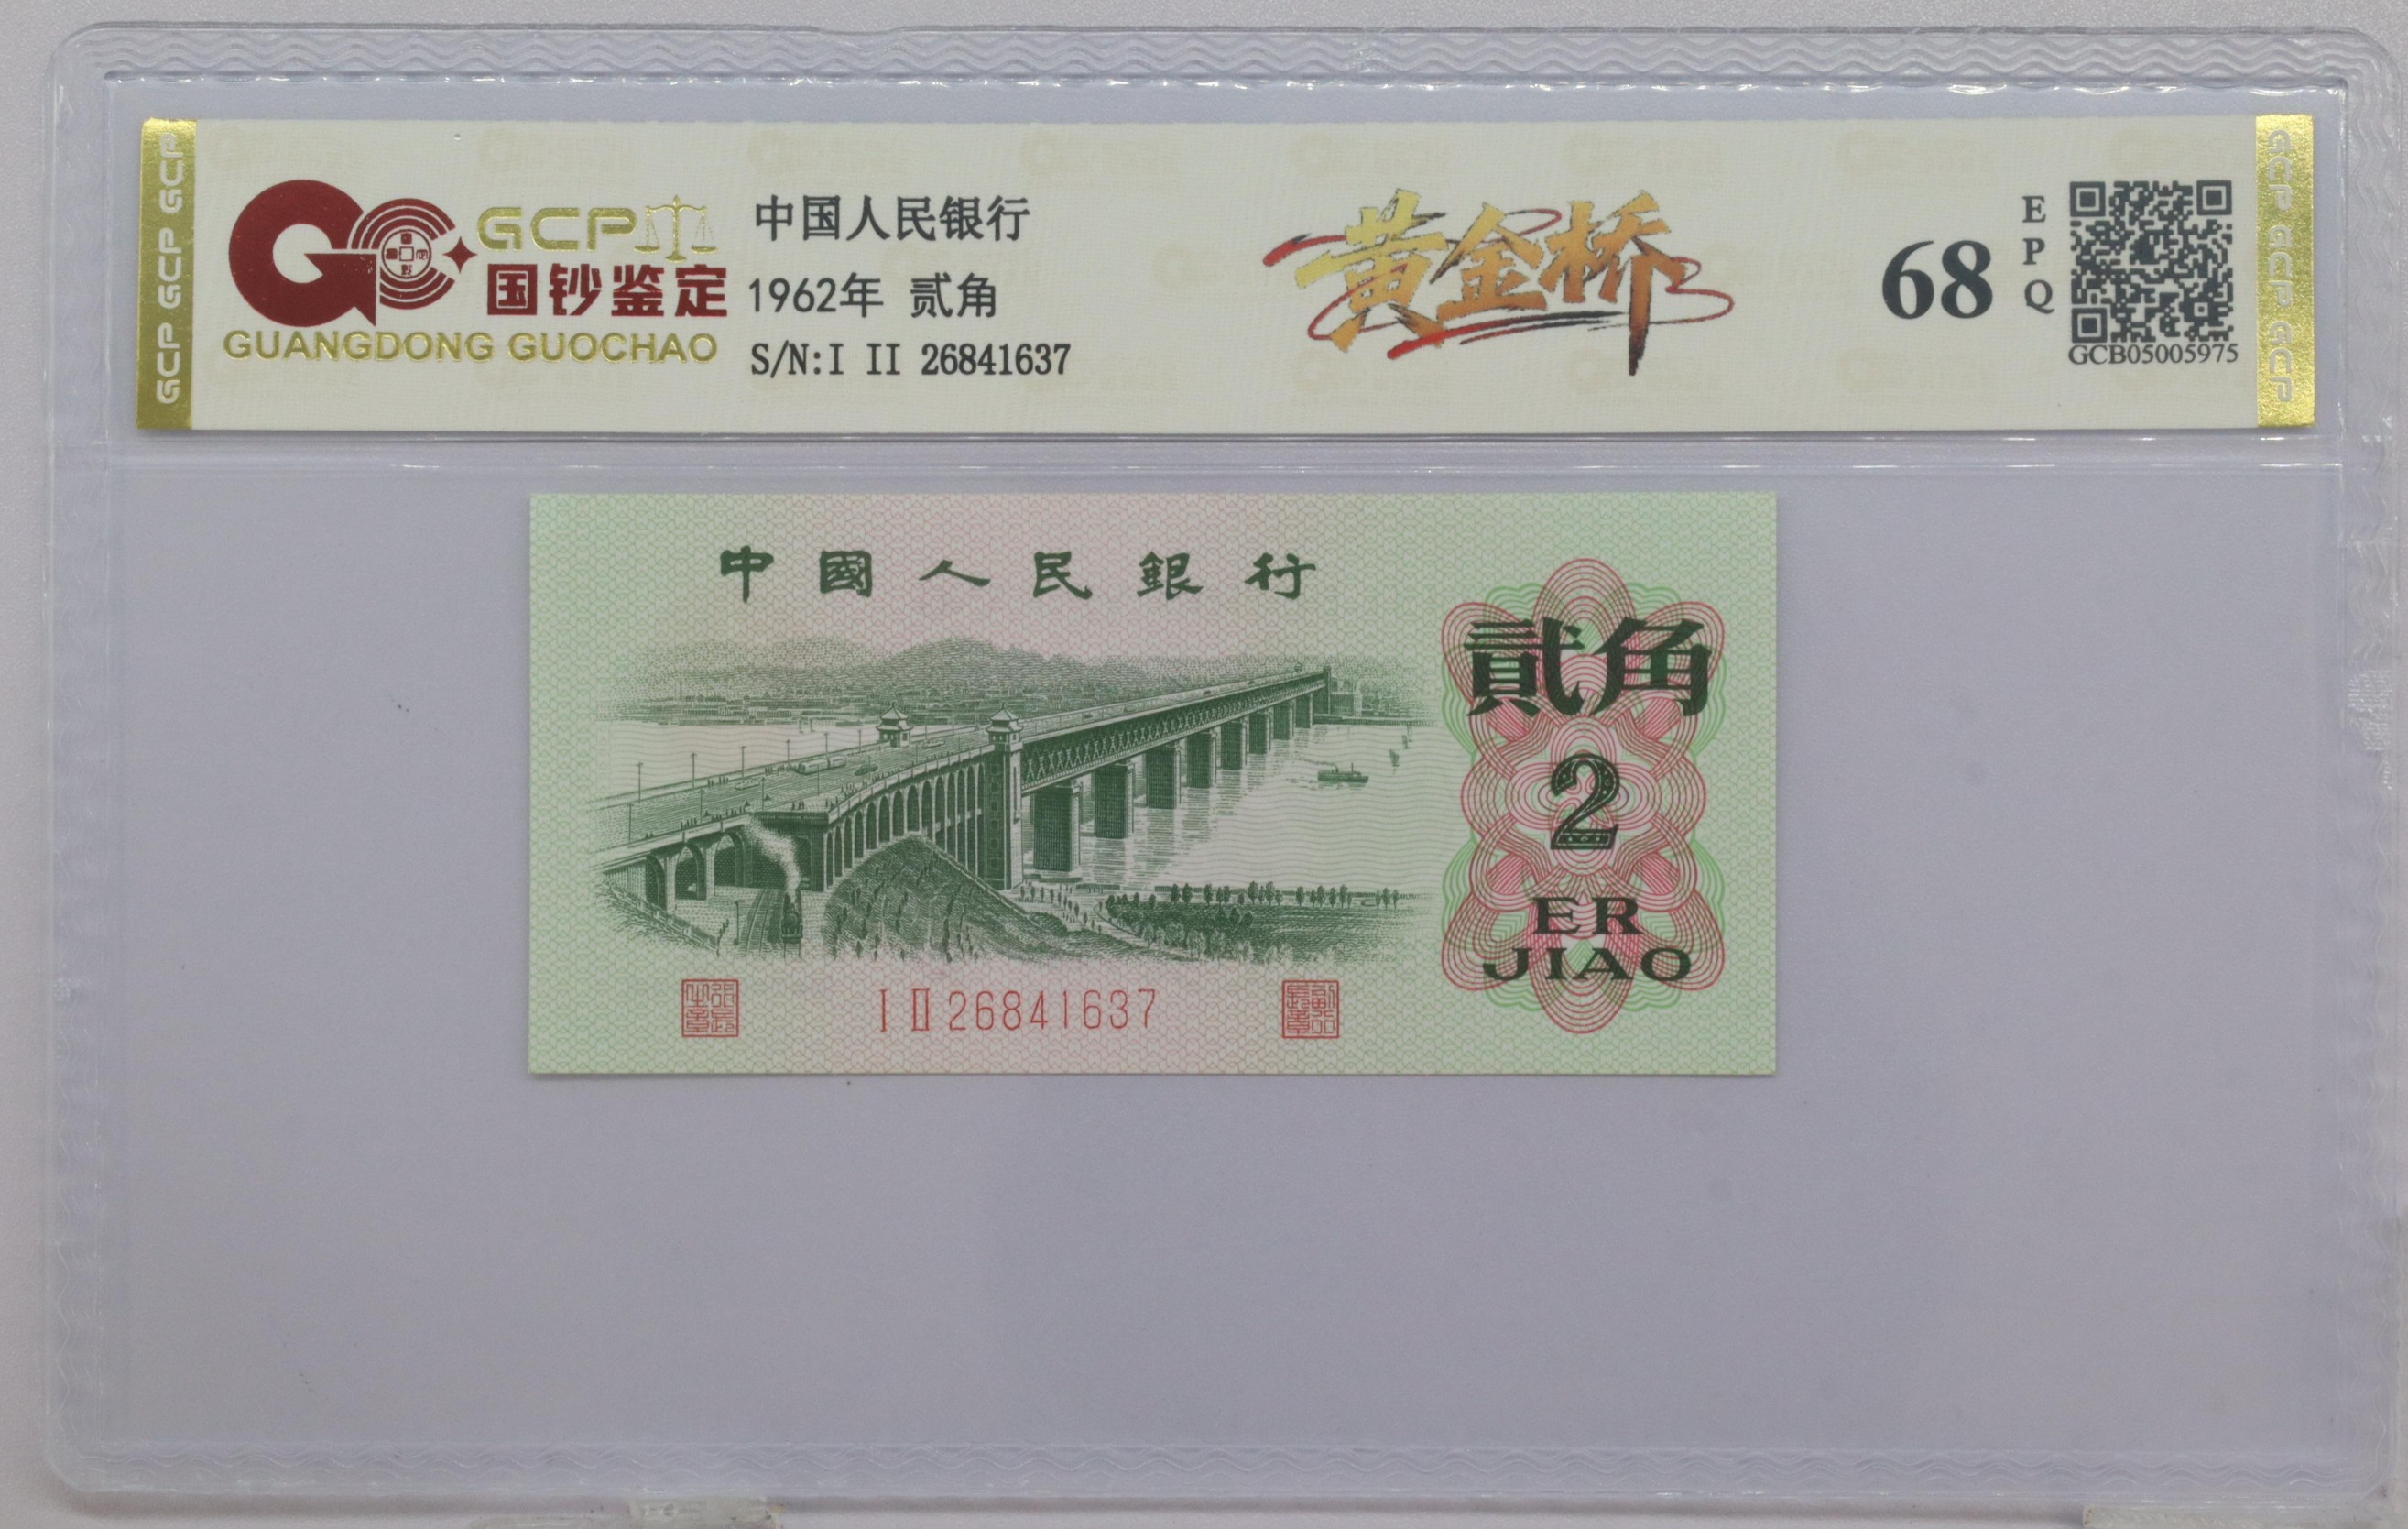 GCP GCP GCP
GCP
国钞鉴定
GUANGDONG GUOCHAO
中国人民银行
1962年 贰角
S/N:I II 26841637
黄金桥
68
E
P
Q
GCB05005975
GCP GCP GCP
中國人民銀行
貳角
2
ER
JIAO
I II 26841637